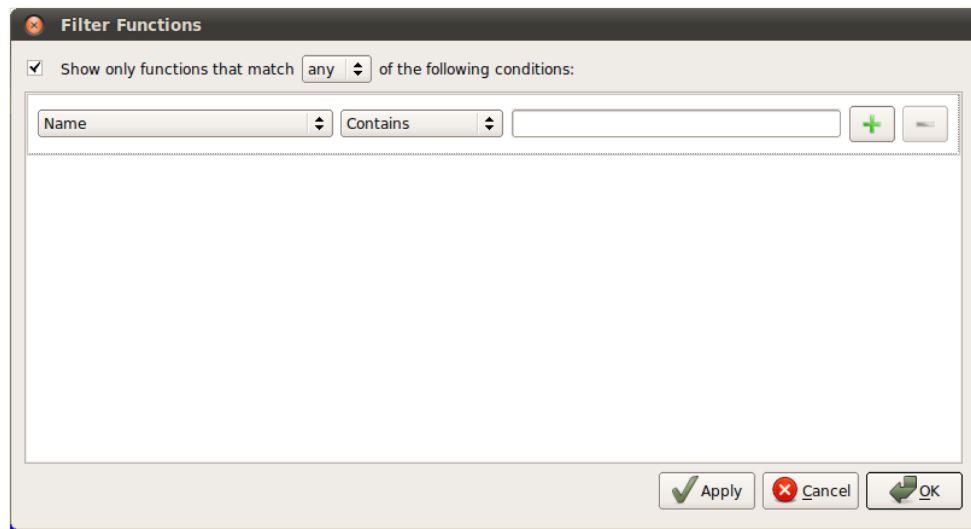 Filter Functions
Show only functions that match any of the following conditions:
Name Contains
Apply Cancel OK